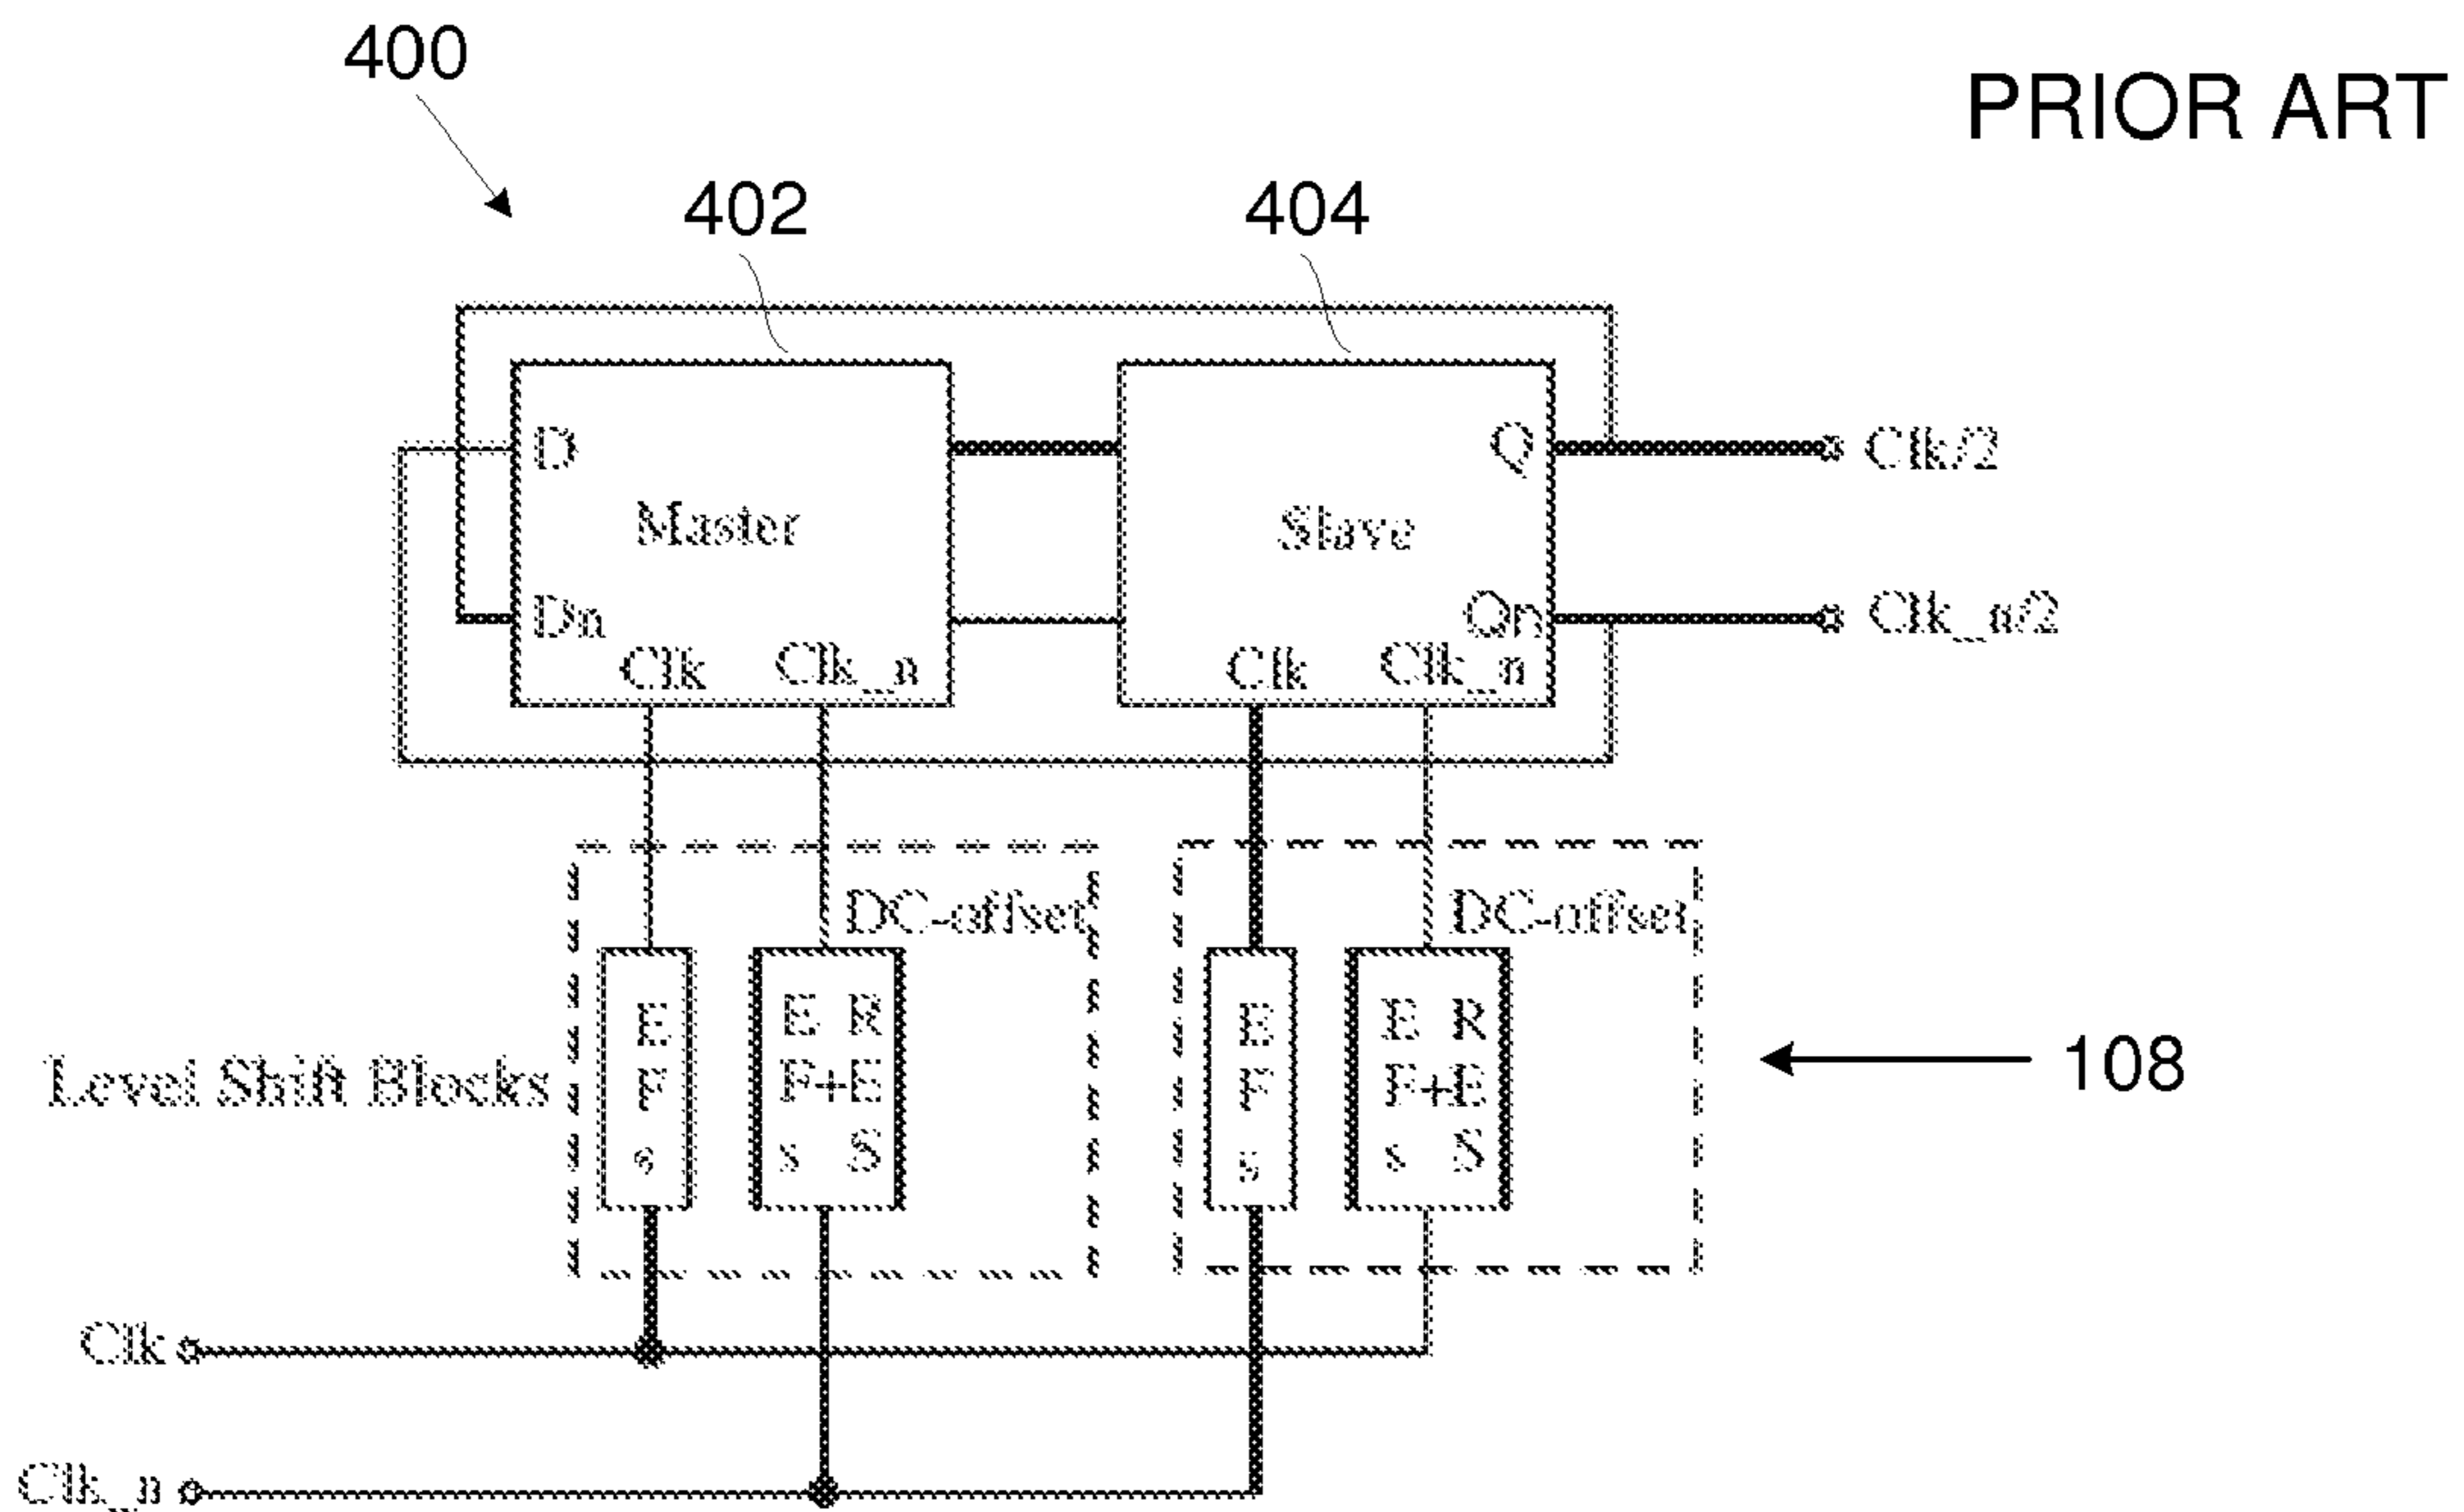 400
PRIOR ART
402
404
D
Q
Clk/2
Master
Slave
Dn
Qn
Clk_n/2
Clk
Clk_n
Clk
Clk_n
DC-offset
DC-offset
E
F
s
E R
F+E
s S
E
F
s
E R
F+E
s S
Level Shift Blocks
108
Clk
Clk_n